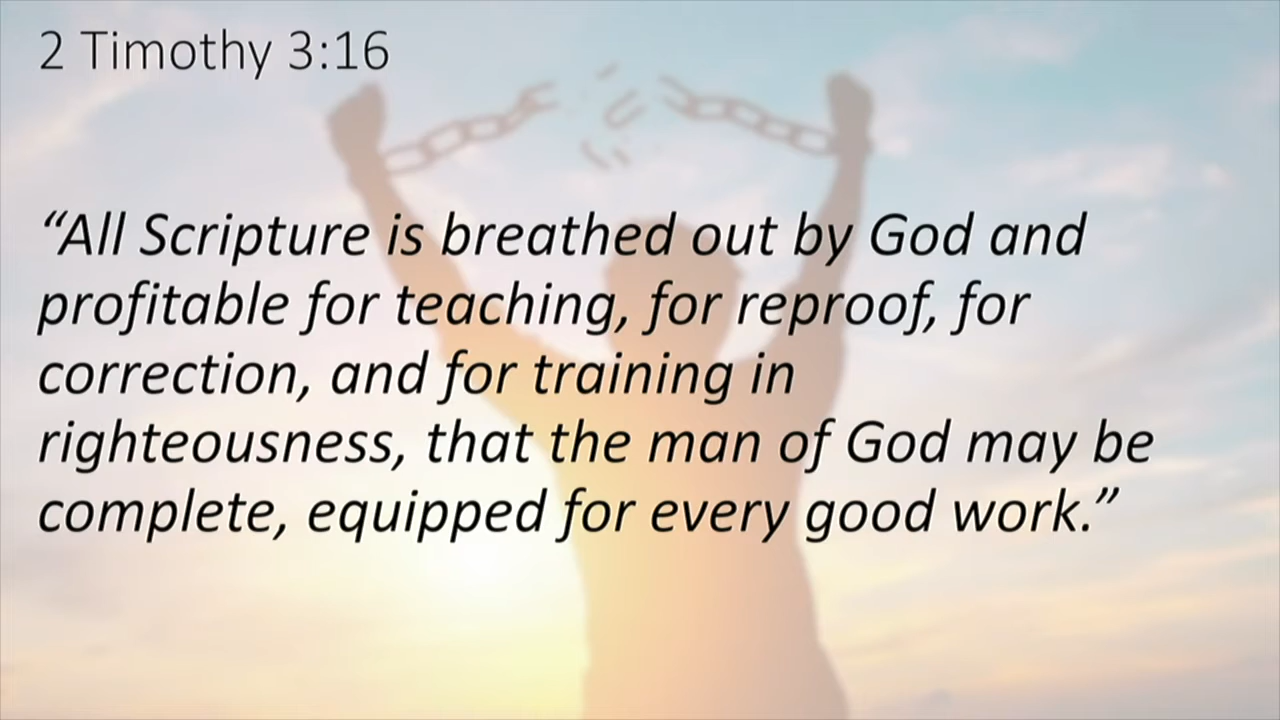 2 Timothy 3:16
“All Scripture is breathed out by God and
profitable for teaching, for reproof, for
correction, and for training in
righteousness, that the man of God may be
complete, equipped for every good work.”